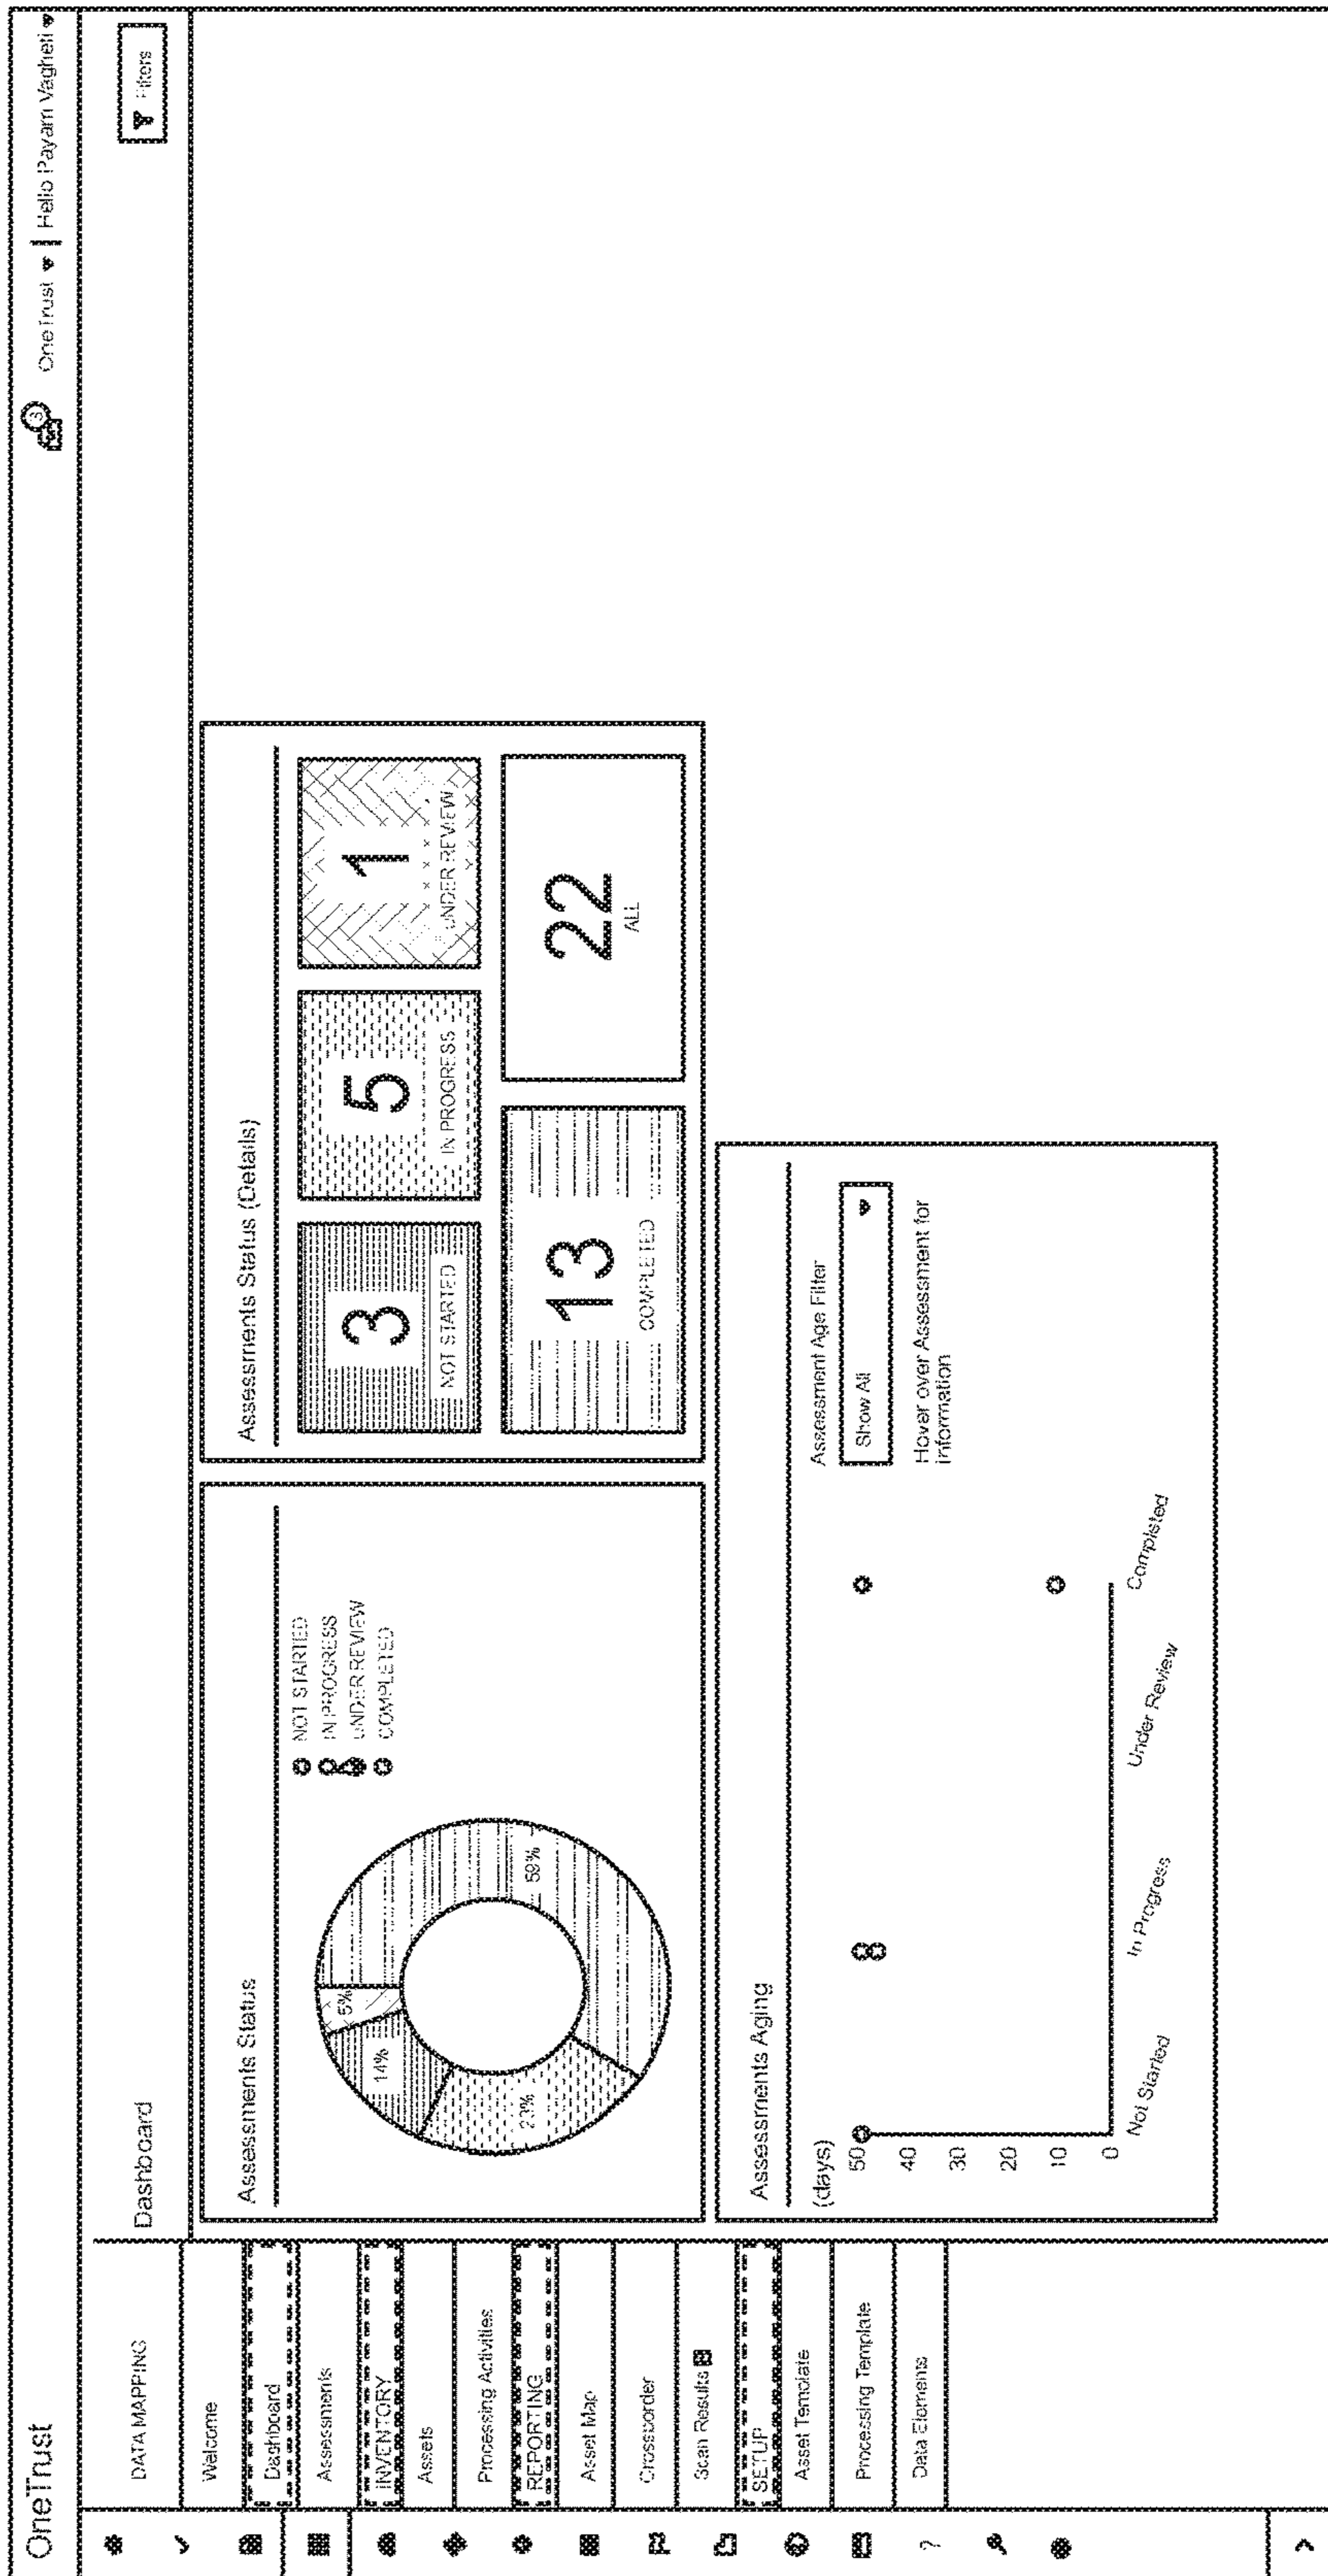 OneTrust
3
OneTrust
Hello Payam Vagheti
DATA MAPPING
Welcome
Dashboard
Assessments
INVENTORY
Assets
Processing Activities
REPORTING
Asset Map
Crossborder
Scan Results
SETUP
Asset Template
Processing Template
Data Elements
?
Dashboard
Filters
Assessments Status
5%
14%
23%
59%
NOT STARTED
IN PROGRESS
UNDER REVIEW
COMPLETED
Assessments Status (Details)
3
NOT STARTED
5
IN PROGRESS
1
UNDER REVIEW
13
COMPLETED
22
ALL
Assessments Aging
(days)
50
40
30
20
10
0
Not Started
In Progress
Under Review
Completed
Assessment Age Filter
Show All
Hover over Assessment for
information